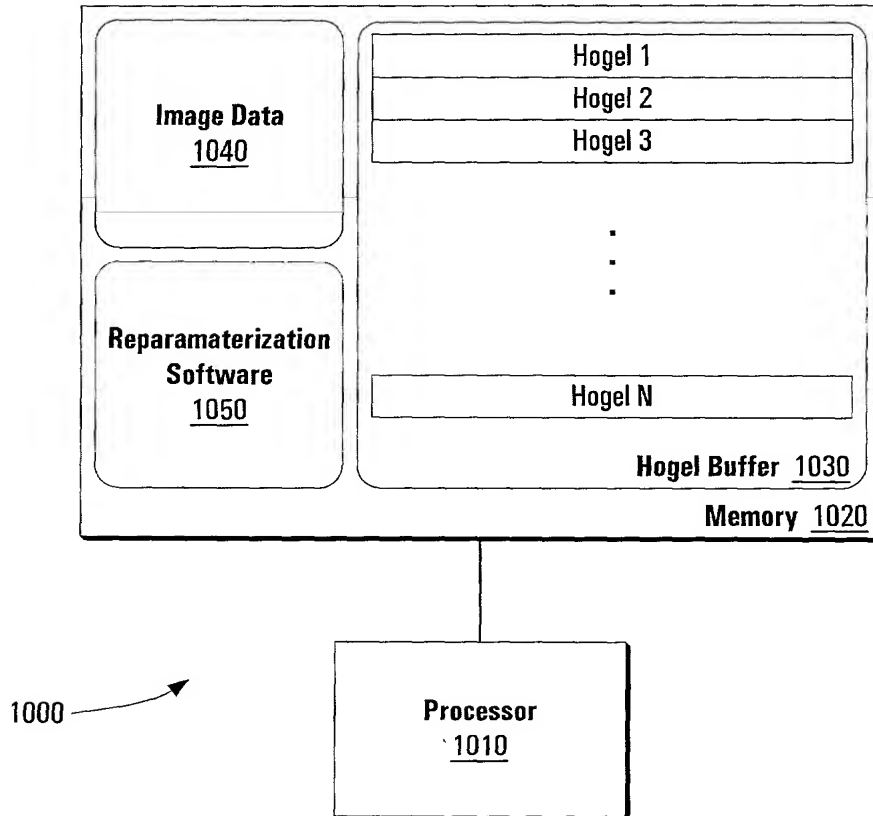 Image Data
1040
Reparamaterization
Software
1050
Hogel 1
Hogel 2
Hogel 3
Hogel N
Hogel Buffer 1030
Memory 1020
1000
Processor
1010